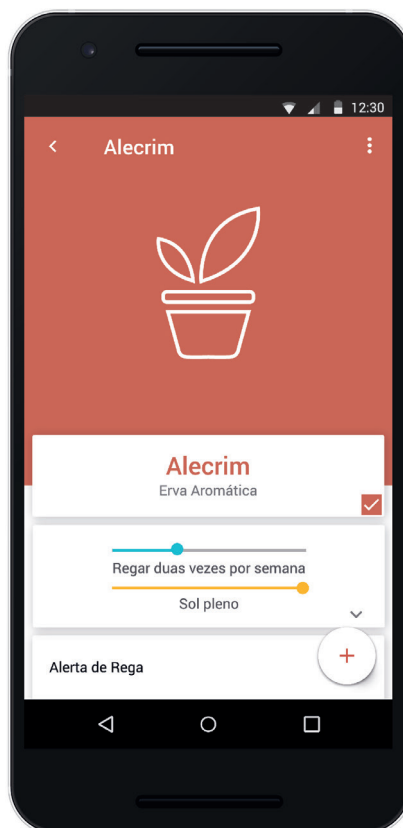 12:30
Alecrim
Alecrim
Erva Aromática
Regar duas vezes por semana
Sol pleno
Alerta de Rega